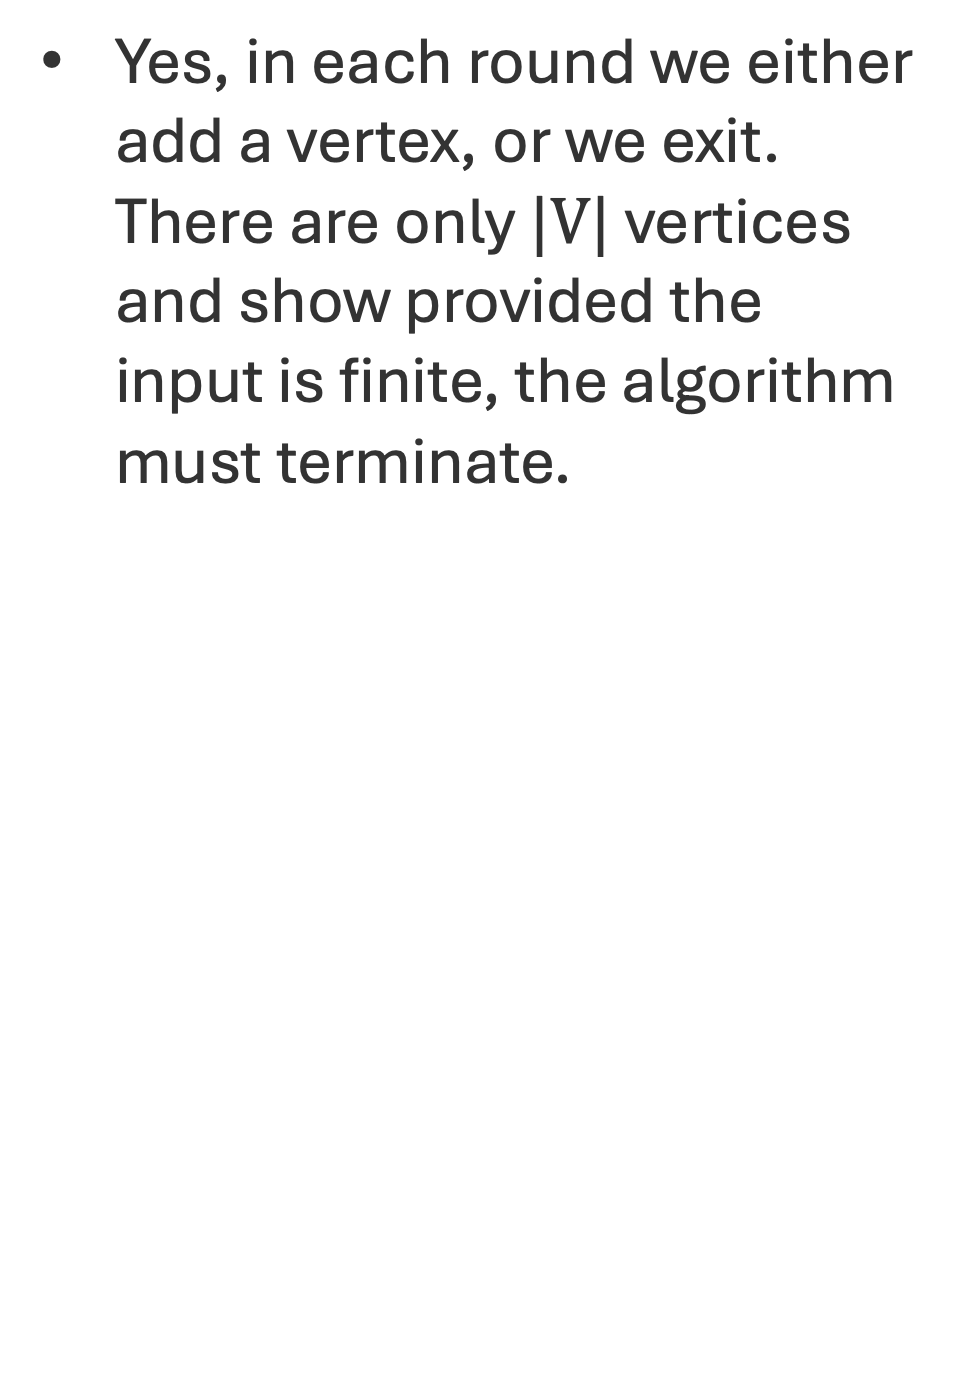 • Yes, in each round we either
add a vertex, or we exit.
There are only |V| vertices
and show provided the
input is finite, the algorithm
must terminate.